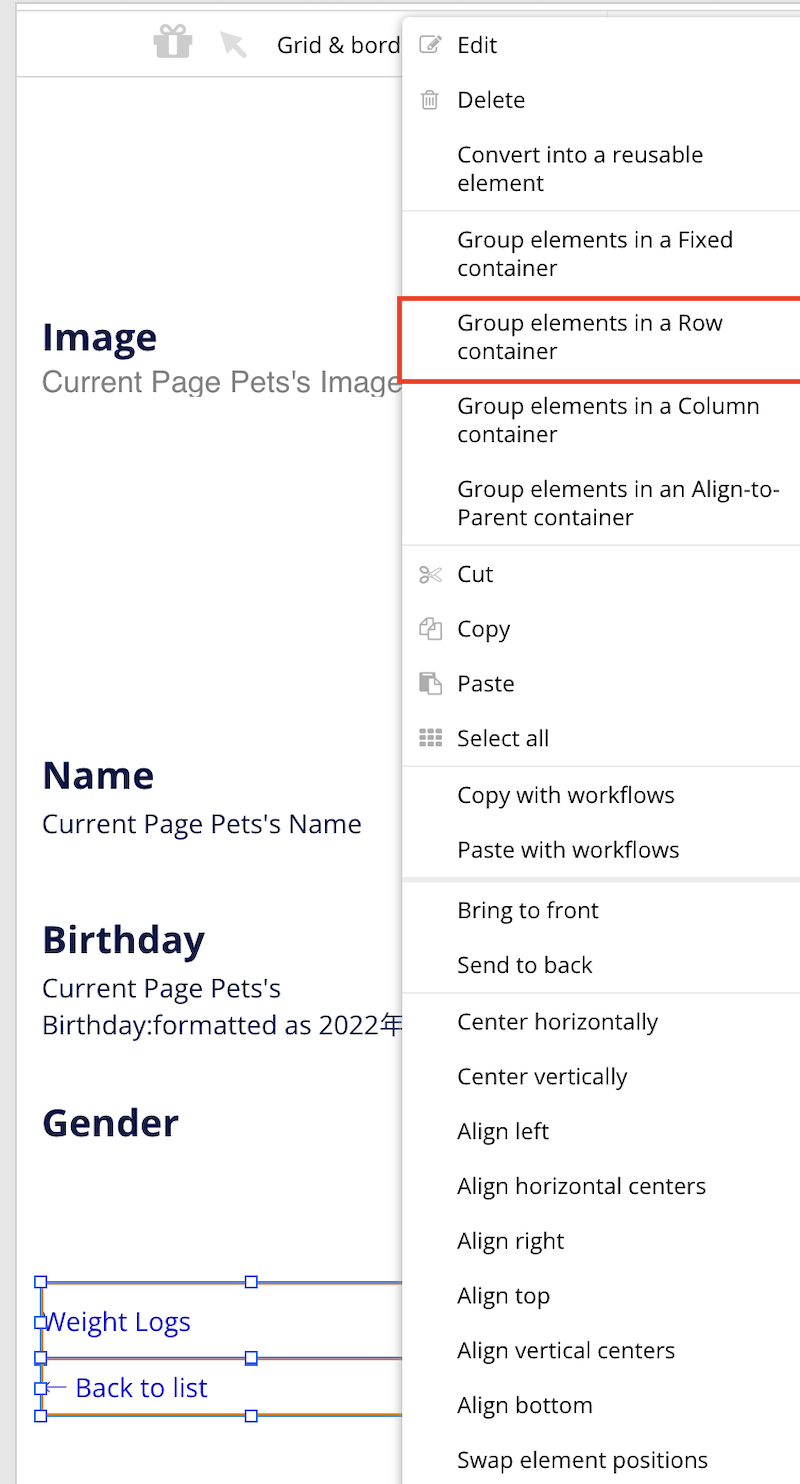 Grid & bord
Edit
Delete
Convert into a reusable
element
Group elements in a Fixed
container
Group elements in a Row
container
Group elements in a Column
container
Group elements in an Align-to-
Parent container
Cut
Copy
Paste
Select all
Copy with workflows
Paste with workflows
Bring to front
Send to back
Center horizontally
Center vertically
Align left
Align horizontal centers
Align right
Align top
Align vertical centers
Align bottom
Swap element positions
Image
Current Page Pets's Image
Name
Current Page Pets's Name
Birthday
Current Page Pets's
Birthday:formatted as 2022年
Gender
Weight Logs
← Back to list